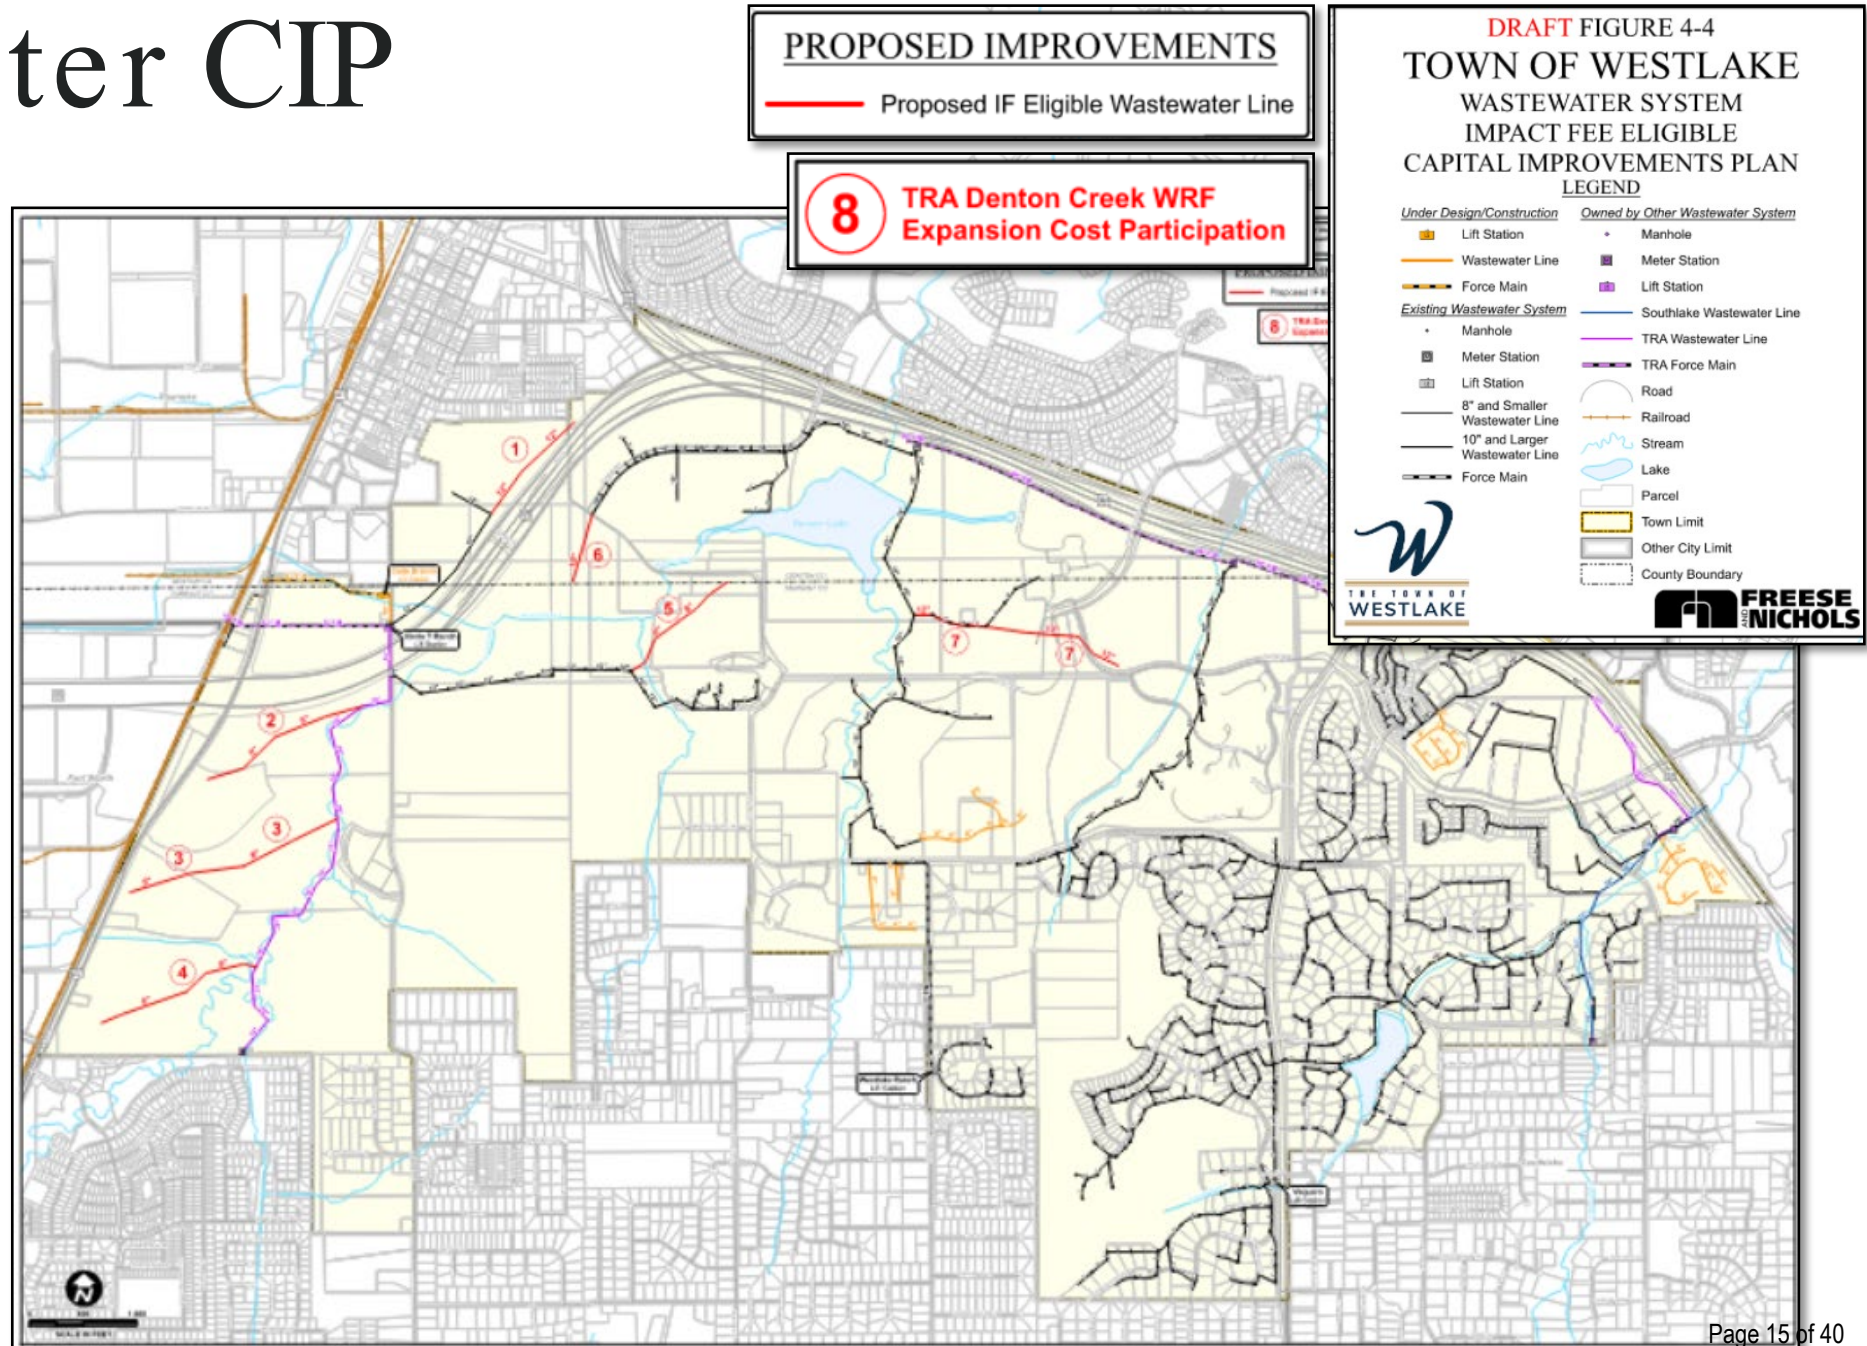 ter CIP
PROPOSED IMPROVEMENTS
Proposed IF Eligible Wastewater Line
8
TRA Denton Creek WRF
Expansion Cost Participation
DRAFT FIGURE 4-4
TOWN OF WESTLAKE
WASTEWATER SYSTEM
IMPACT FEE ELIGIBLE
CAPITAL IMPROVEMENTS PLAN
LEGEND
Under Design/Construction
Lift Station
Wastewater Line
Force Main
Existing Wastewater System
Manhole
Meter Station
Lift Station
8" and Smaller
Wastewater Line
10" and Larger
Wastewater Line
Force Main
Owned by Other Wastewater System
Manhole
Meter Station
Lift Station
Southlake Wastewater Line
TRA Wastewater Line
TRA Force Main
Road
Railroad
Stream
Lake
Parcel
Town Limit
Other City Limit
County Boundary
W
THE TOWN OF
WESTLAKE
FREESE
AND NICHOLS
8
1
6
5
7
7
2
3
3
4
N
SCALE IN FEET
Page 15 of 40